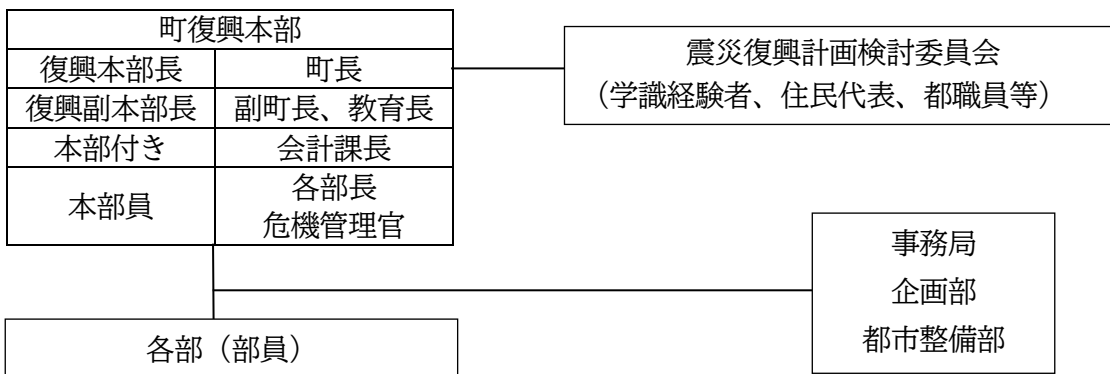 町復興本部
復興本部長 町長
復興副本部長 副町長、教育長
本部付き 会計課長
本部員 各部長
危機管理官
震災復興計画検討委員会
（学識経験者、住民代表、都職員等）
事務局
企画部
都市整備部
各部（部員）